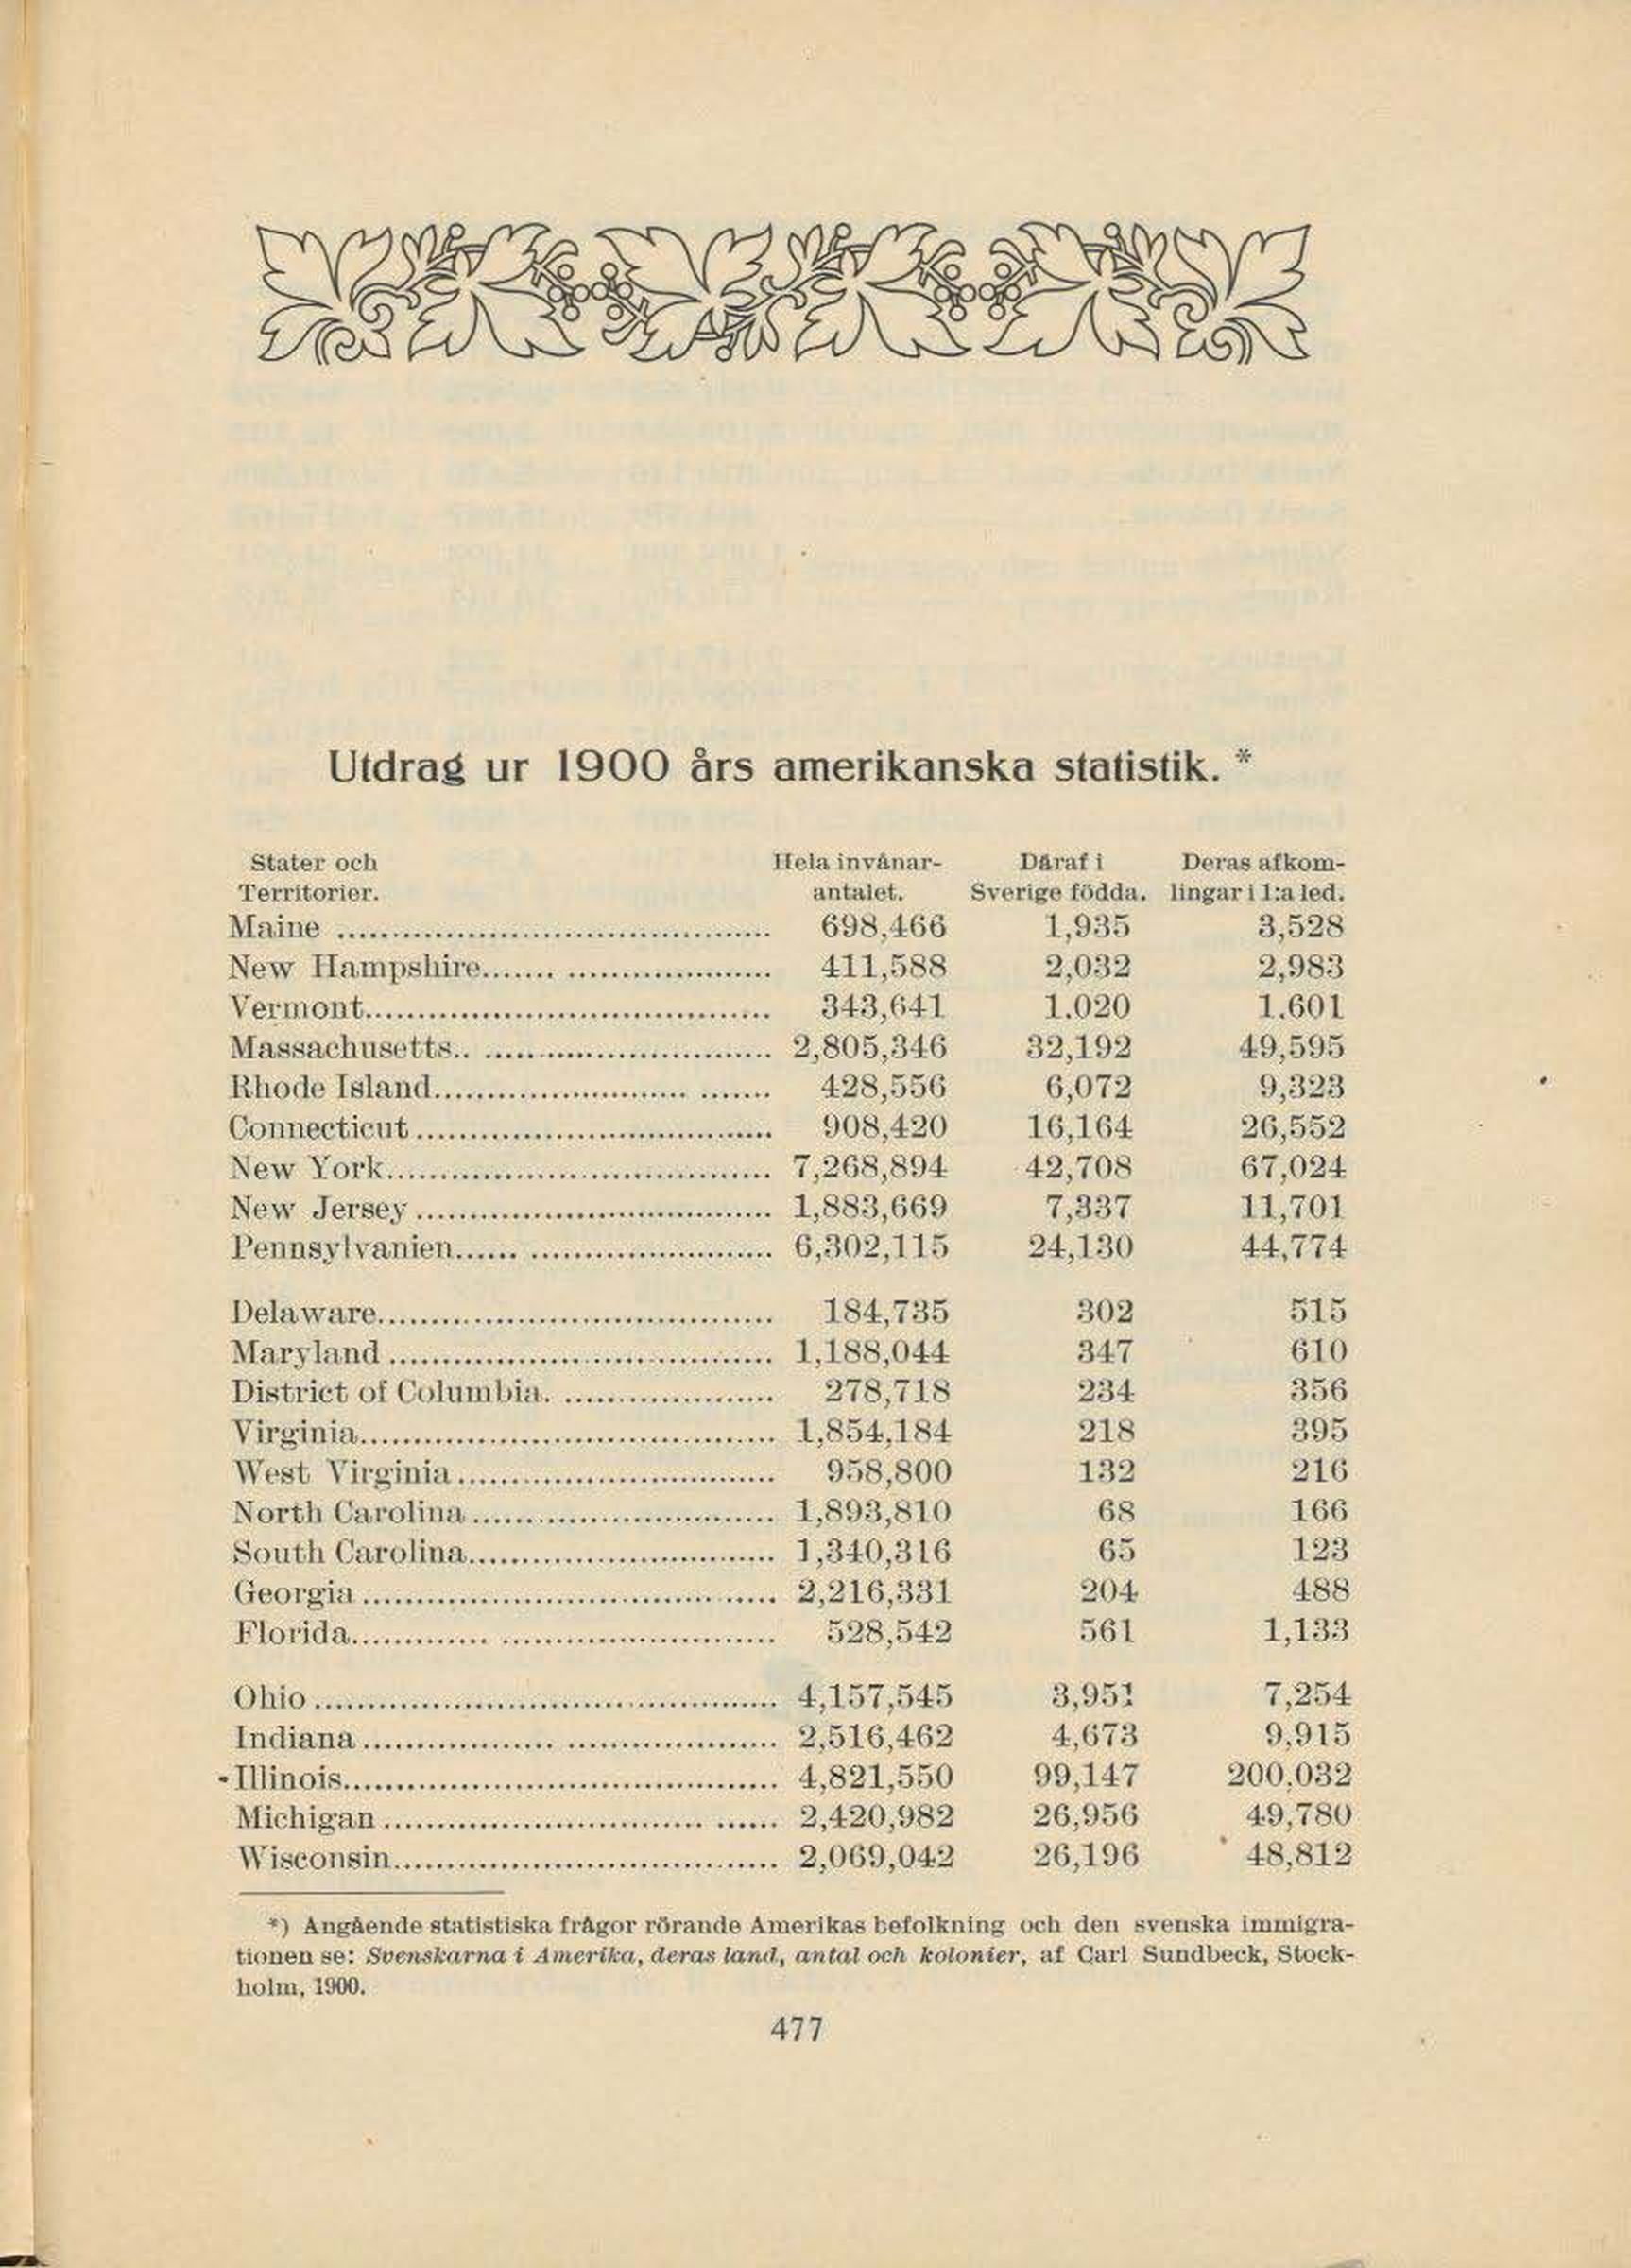 Utdrag ur 1900 års amerikanska statistik. *
Stater och Hela invånar- Däraf i Deras afkom-
Territorier. antalet. Sverige födda. lingar i 1:a led.
Maine ........ 698,466 1,935 3,528
New Hampshire........ 411,588 2,032 2,983
Vermont........ 343,641 1.020 1.601
Massachusetts........ 2,805,346 32,192 49,595
Rhode Island........ 428,556 6,072 9,323
Connecticut ........ 908,420 16,164 26,552
New York........ 7,268,894 42,708 67,024
New Jersey ........ 1,883,669 7,337 11,701
Pennsylvanien........ 6,302,115 24,130 44,774
Delaware........ 184,735 302 515
Maryland ........ 1,188,044 347 610
District of Columbia. ........ 278,718 234 356
Virginia........ 1,854,184 218 395
West Virginia ........ 958,800 132 216
North Carolina ........ 1,893,810 68 166
South Carolina........ 1,340,316 65 123
Georgia ........ 2,216,331 204 488
Florida........ 528,542 561 1,133
Ohio ........ 4,157,545 3,951 7,254
Indiana ........ 2,516,462 4,673 9,915
Illinois........ 4,821,550 99,147 200,032
Michigan ........ 2,420,982 26,956 49,780
Wisconsin........ 2,069,042 26,196 48,812
*) Angående statistiska frågor rörande Amerikas befolkning och den svenska immigra-
tionen se: Svenskarna i Amerika, deras land, antal och kolonier, af Carl Sundbeck, Stock-
holm, 1900.
477